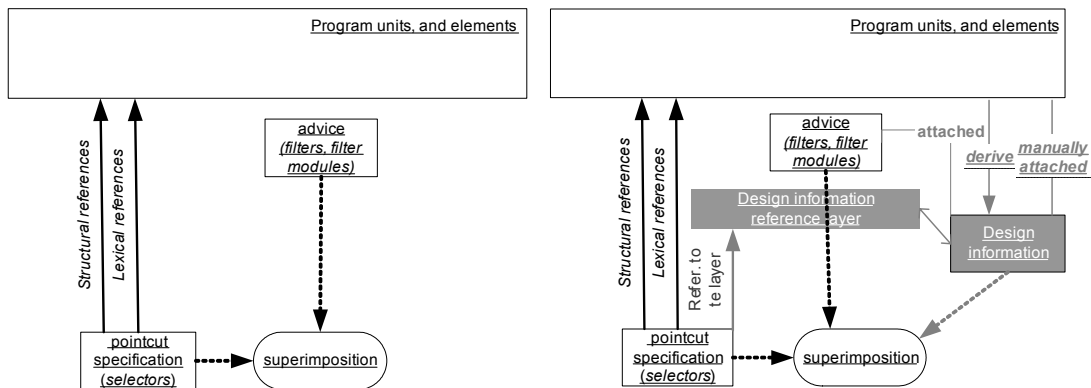 Program units, and elements
Structural references
Lexical references
advice
(filters, filter
modules)
pointcut
specification
(selectors)
superimposition
Program units, and elements
Structural references
Lexical references
advice
(filters, filter
modules)
attached
derive
manually
attached
Design information
reference layer
Design
information
Refer. to
te layer
pointcut
specification
(selectors)
superimposition